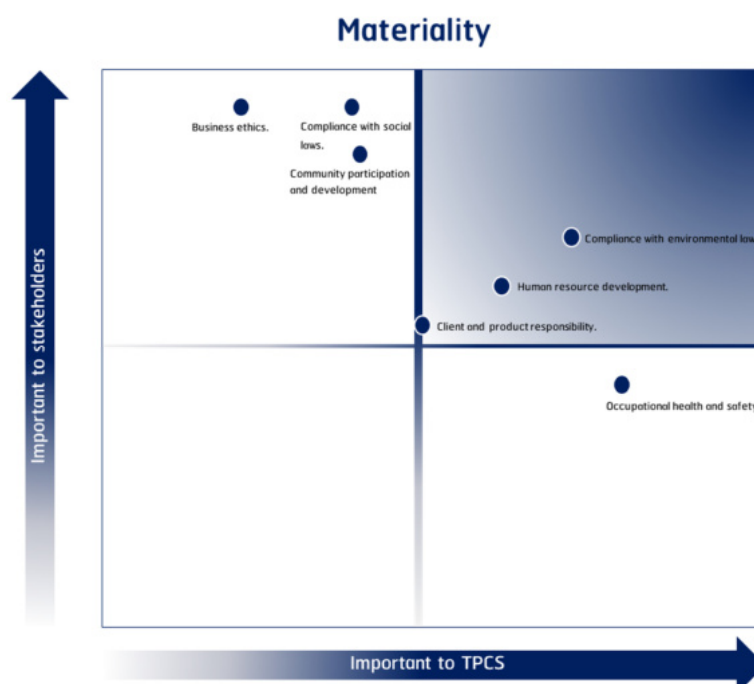 Materiality
Business ethics.
Compliance with social
laws.
Community participation
and development
Compliance with environmental law
Human resource development.
Client and product responsibility.
Occupational health and safety
Important to stakeholders
Important to TPCS